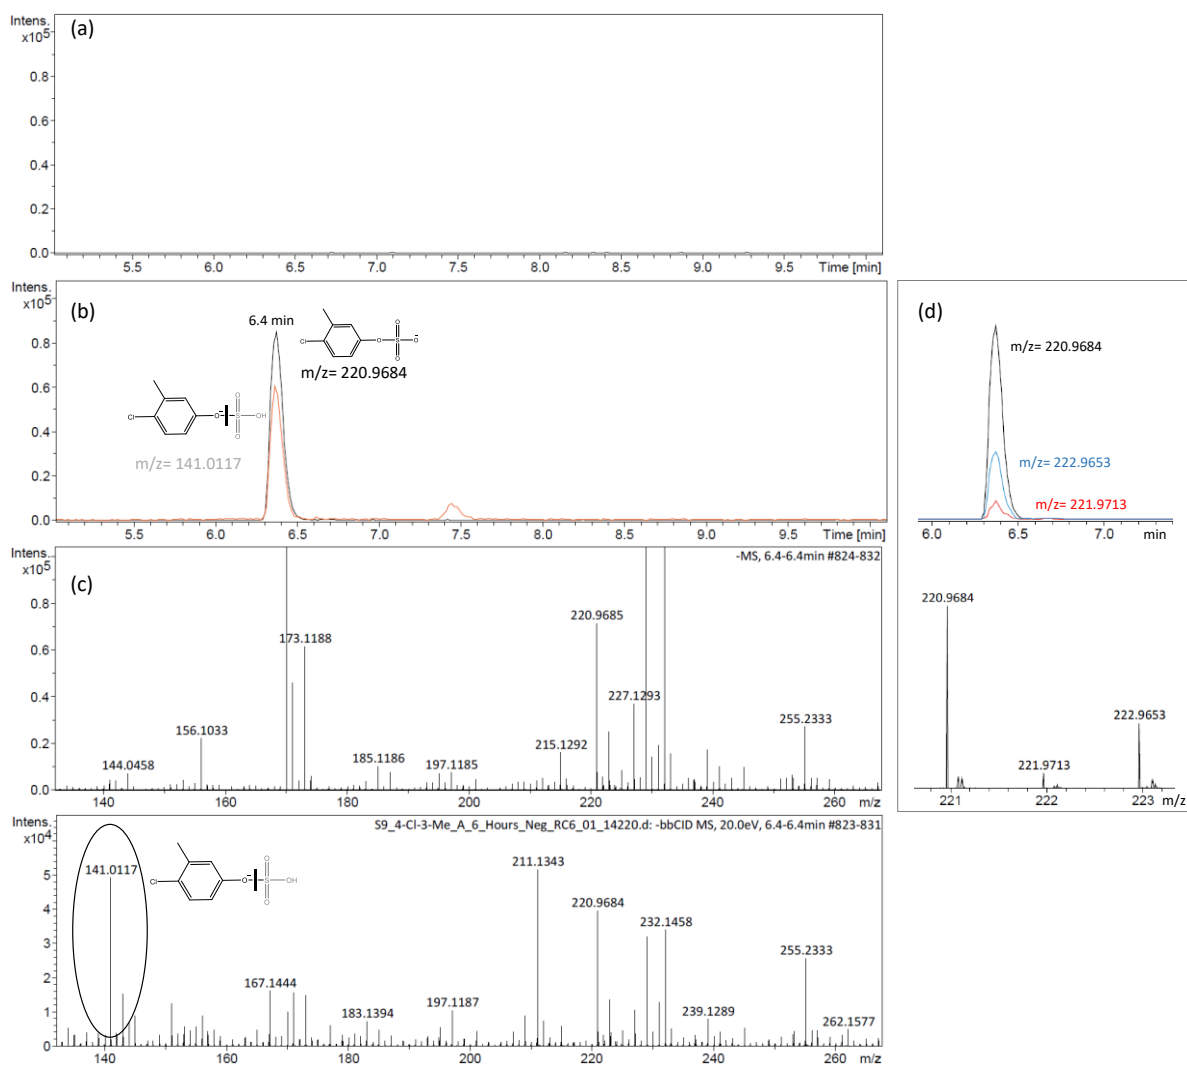 Intens.
x10⁵
(a)
0.8
0.6
0.4
0.2
0.0
5.5 6.0 6.5 7.0 7.5 8.0 8.5 9.0 9.5 Time [min]
Intens.
x10⁵
(b)
6.4 min
Cl O S O O O-
m/z= 220.9684
Cl O- S O O OH
m/z= 141.0117
0.8
0.6
0.4
0.2
0.0
5.5 6.0 6.5 7.0 7.5 8.0 8.5 9.0 9.5 Time [min]
Intens.
x10⁵
(c)
-MS, 6.4-6.4min #824-832
0.8
0.6
0.4
0.2
0.0
144.0458
156.1033
173.1188
185.1186
197.1185
215.1292
220.9685
227.1293
255.2333
140 160 180 200 220 240 260 m/z
Intens.
x10⁴
S9_4-Cl-3-Me_A_6_Hours_Neg_RC6_01_14220.d: -bbCID MS, 20.0eV, 6.4-6.4min #823-831
5
4
3
2
1
0
141.0117
Cl O- S O O OH
167.1444
183.1394
197.1187
211.1343
220.9684
232.1458
239.1289
255.2333
262.1577
140 160 180 200 220 240 260 m/z
(d)
m/z= 220.9684
m/z= 222.9653
m/z= 221.9713
6.0 6.5 7.0 min
220.9684
221.9713
222.9653
221 222 223 m/z